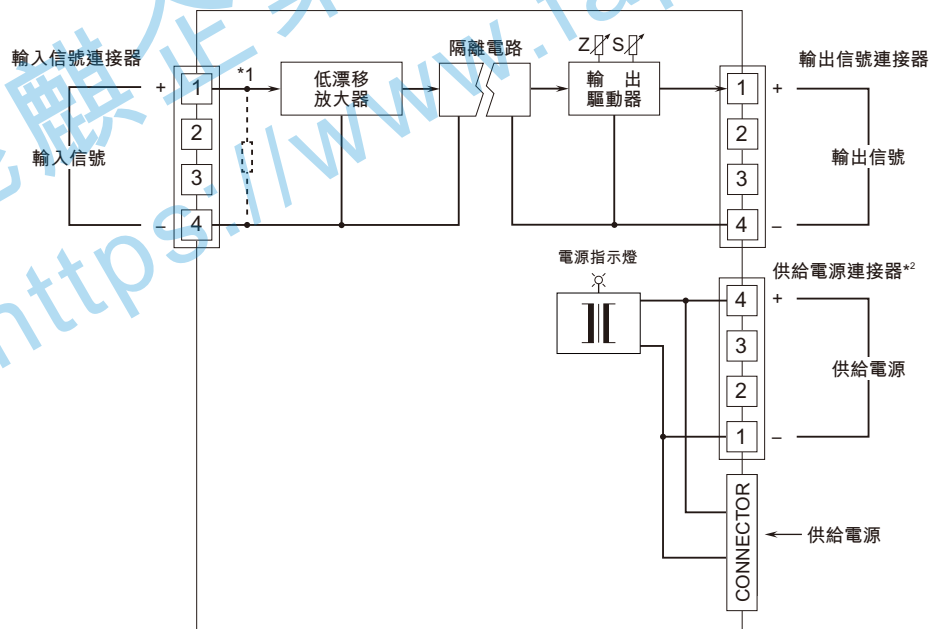 輸入信號連接器
+
輸入信號
–
1
2
3
4
*1
低漂移
放大器
隔離電路
Z S
輸 出
驅動器
輸出信號連接器
1
2
3
4
+
輸出信號
–
電源指示燈
供給電源連接器*2
4
3
2
1
+
供給電源
–
CONNECTOR
供給電源
https://www.fa